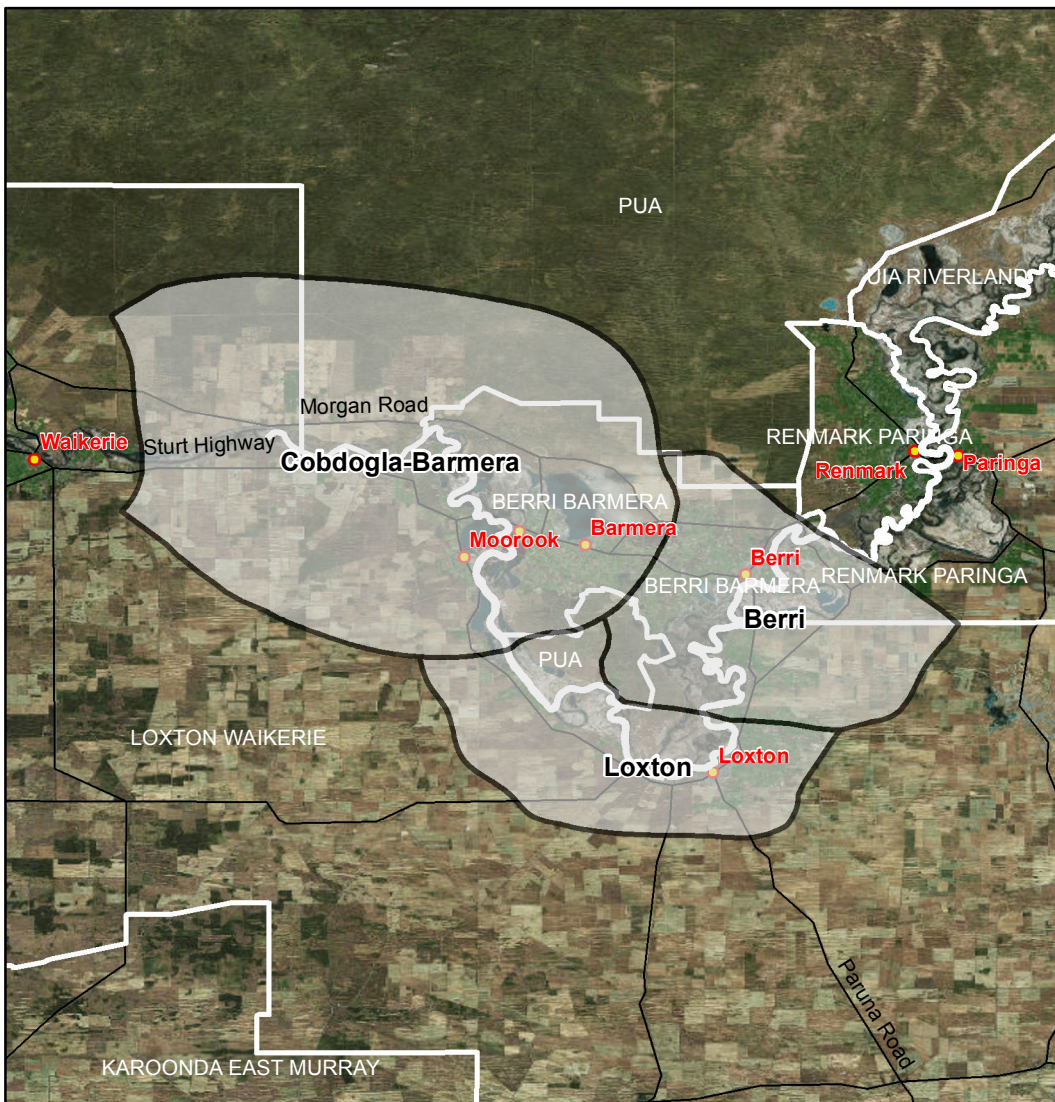 PUA
UIA RIVERLAND
Morgan Road
Sturt Highway
Waikerie
Cobdogla-Barmera
RENMARK PARINGA
Renmark
Paringa
BERRI BARMERA
Moorook
Barmera
Berri
BERRI BARMERA
RENMARK PARINGA
Berri
PUA
LOXTON WAIKERIE
Loxton
Loxton
Paruna Road
KAROONDA EAST MURRAY